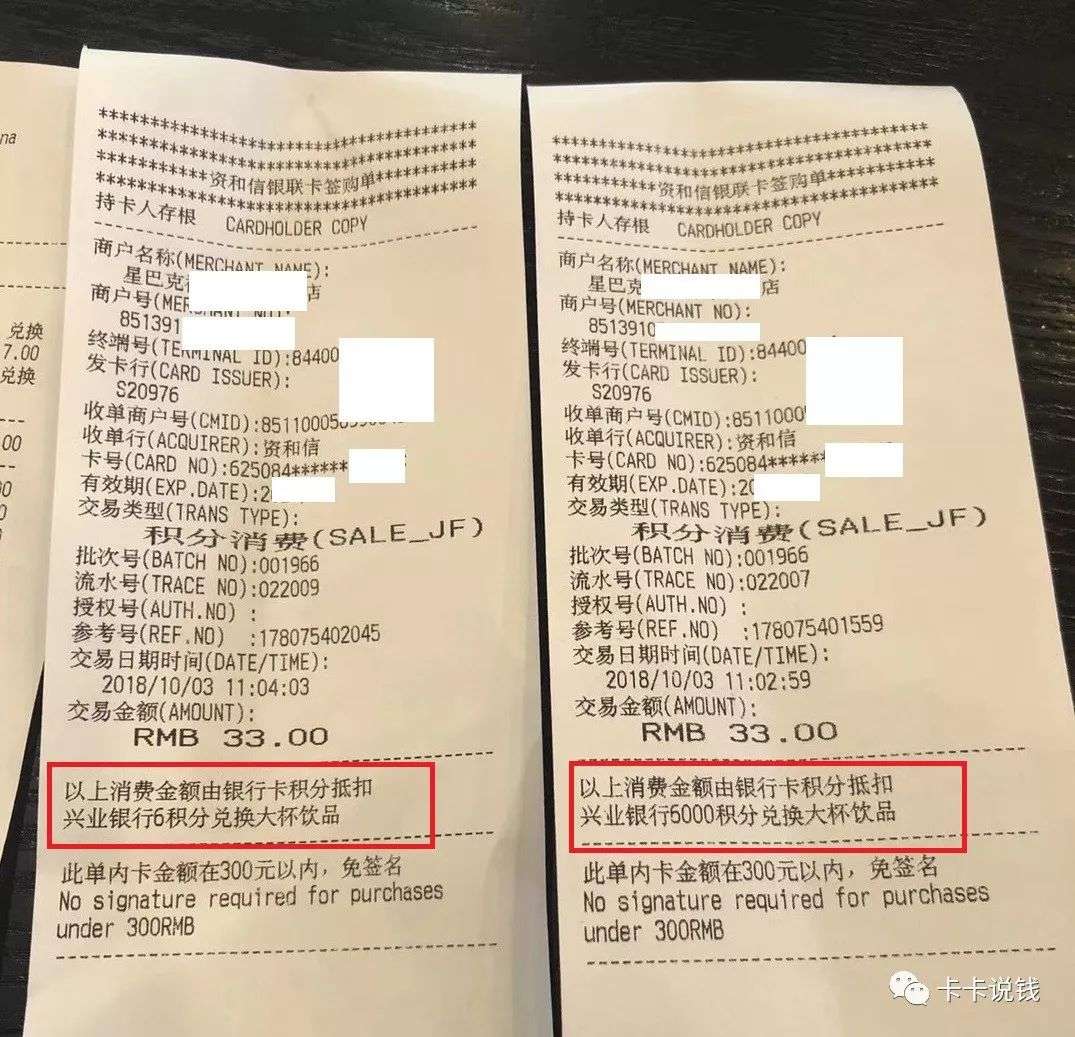 na
兑换
7.00
兑换
.00
00
0
0
************************************
************************************
************************************
**********资和信银联卡签购单**********
************************************
持卡人存根 CARDHOLDER COPY
商户名称(MERCHANT NAME):
星巴克 店
商户号(MERCHANT NO):
851391
终端号(TERMINAL ID):84400
发卡行(CARD ISSUER):
S20976
收单商户号(CMID):85110005
收单行(ACQUIRER):资和信
卡号(CARD NO):625084******
有效期(EXP.DATE):20
交易类型(TRANS TYPE):
积分消费(SALE_JF)
批次号(BATCH NO):001966
流水号(TRACE NO):022009
授权号(AUTH.NO) :
参考号(REF.NO) :178075402045
交易日期时间(DATE/TIME):
2018/10/03 11:04:03
交易金额(AMOUNT):
RMB 33.00
以上消费金额由银行卡积分抵扣
兴业银行6积分兑换大杯饮品
此单内卡金额在300元以内，免签名
No signature required for purchases
under 300RMB
************************************
************************************
************************************
**********资和信银联卡签购单**********
************************************
持卡人存根 CARDHOLDER COPY
商户名称(MERCHANT NAME):
星巴克 店
商户号(MERCHANT NO):
8513910
终端号(TERMINAL ID):84400
发卡行(CARD ISSUER):
S20976
收单商户号(CMID):85110005
收单行(ACQUIRER):资和信
卡号(CARD NO):625084******
有效期(EXP.DATE):20
交易类型(TRANS TYPE):
积分消费(SALE_JF)
批次号(BATCH NO):001966
流水号(TRACE NO):022007
授权号(AUTH.NO) :
参考号(REF.NO) :178075401559
交易日期时间(DATE/TIME):
2018/10/03 11:02:59
交易金额(AMOUNT):
RMB 33.00
以上消费金额由银行卡积分抵扣
兴业银行6000积分兑换大杯饮品
此单内卡金额在300元以内，免签名
No signature required for purchases
under 300RMB
卡卡说钱